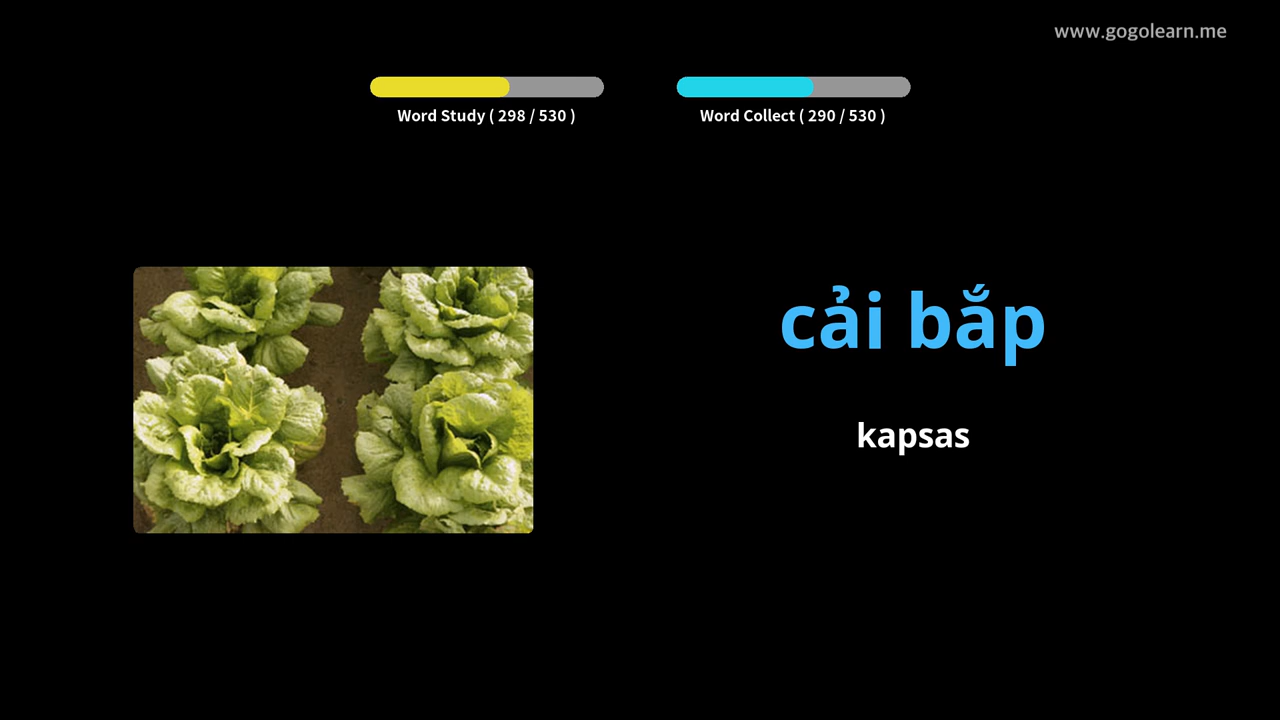 www.gogolearn.me
Word Study ( 298 / 530 )
Word Collect ( 290 / 530 )
cải bắp
kapsas